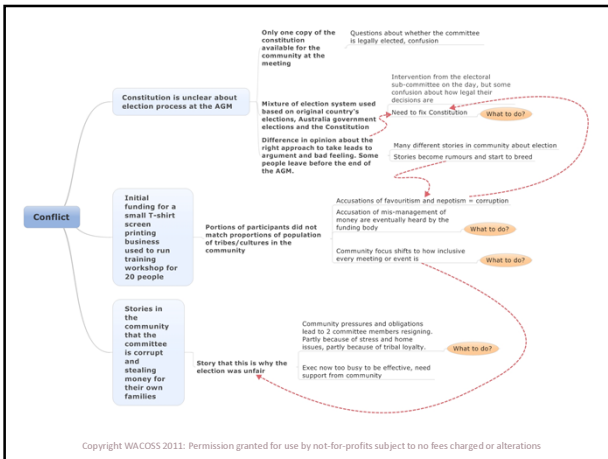 Only one copy of the
constitution
available for the
community at the
meeting
Questions about whether the committee
is legally elected, confusion
Constitution is unclear about
election process at the AGM
Intervention from the electoral
sub-committee on the day, but some
confusion about how legal their
decisions are
Mixture of election system used
based on original country's
elections, Australia government
elections and the Constitution
Need to fix Constitution
What to do?
Difference in opinion about the
right approach to take leads to
argument and bad feeling. Some
people leave before the end of
the AGM.
Many different stories in community about election
Stories become rumours and start to breed
Conflict
Initial
funding for a
small T-shirt
screen
printing
business
used to run
training
workshop for
20 people
Portions of participants did not
match proportions of population
of tribes/cultures in the
community
Accusations of favouritism and nepotism = corruption
Accusation of mis-management of
money are eventually heard by the
funding body
What to do?
Community focus shifts to how inclusive
every meeting or event is
What to do?
Stories in
the
community
that the
committee
is corrupt
and
stealing
money for
their own
families
Story that this is why the
election was unfair
Community pressures and obligations
lead to 2 committee members resigning.
Partly because of stress and home
issues, partly because of tribal loyalty.
What to do?
Exec now too busy to be effective, need
support from community
Copyright WACOSS 2011: Permission granted for use by not-for-profits subject to no fees charged or alterations